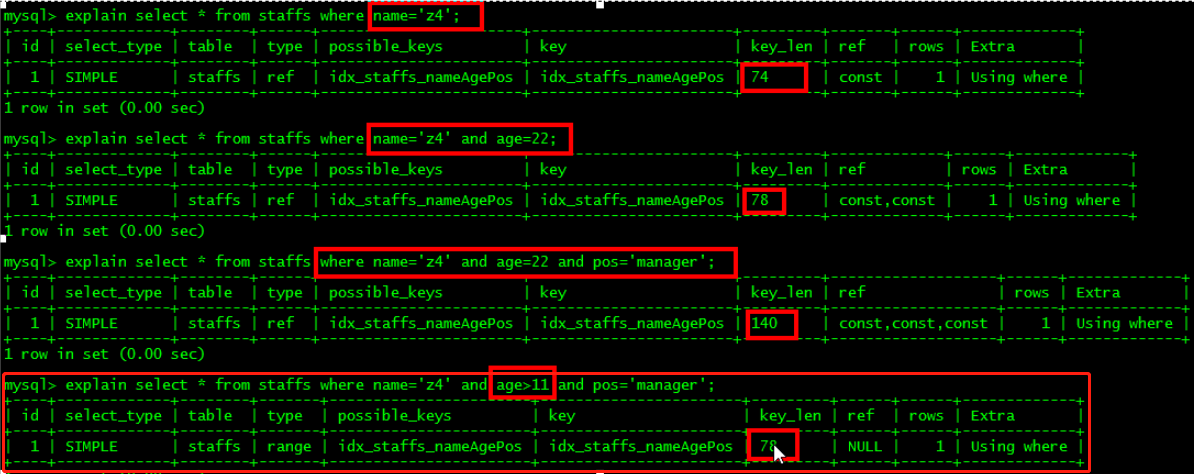 mysql> explain select * from staffs where name='z4';
| id | select_type | table | type | possible_keys | key | key_len | ref | rows | Extra |
| 1 | SIMPLE | staffs | ref | idx_staffs_nameAgePos | idx_staffs_nameAgePos | 74 | const | 1 | Using where |
1 row in set (0.00 sec)
mysql> explain select * from staffs where name='z4' and age=22;
| id | select_type | table | type | possible_keys | key | key_len | ref | rows | Extra |
| 1 | SIMPLE | staffs | ref | idx_staffs_nameAgePos | idx_staffs_nameAgePos | 78 | const,const | 1 | Using where |
1 row in set (0.00 sec)
mysql> explain select * from staffs where name='z4' and age=22 and pos='manager';
| id | select_type | table | type | possible_keys | key | key_len | ref | rows | Extra |
| 1 | SIMPLE | staffs | ref | idx_staffs_nameAgePos | idx_staffs_nameAgePos | 140 | const,const,const | 1 | Using where |
1 row in set (0.00 sec)
mysql> explain select * from staffs where name='z4' and age>11 and pos='manager';
| id | select_type | table | type | possible_keys | key | key_len | ref | rows | Extra |
| 1 | SIMPLE | staffs | range | idx_staffs_nameAgePos | idx_staffs_nameAgePos | 78 | NULL | 1 | Using where |